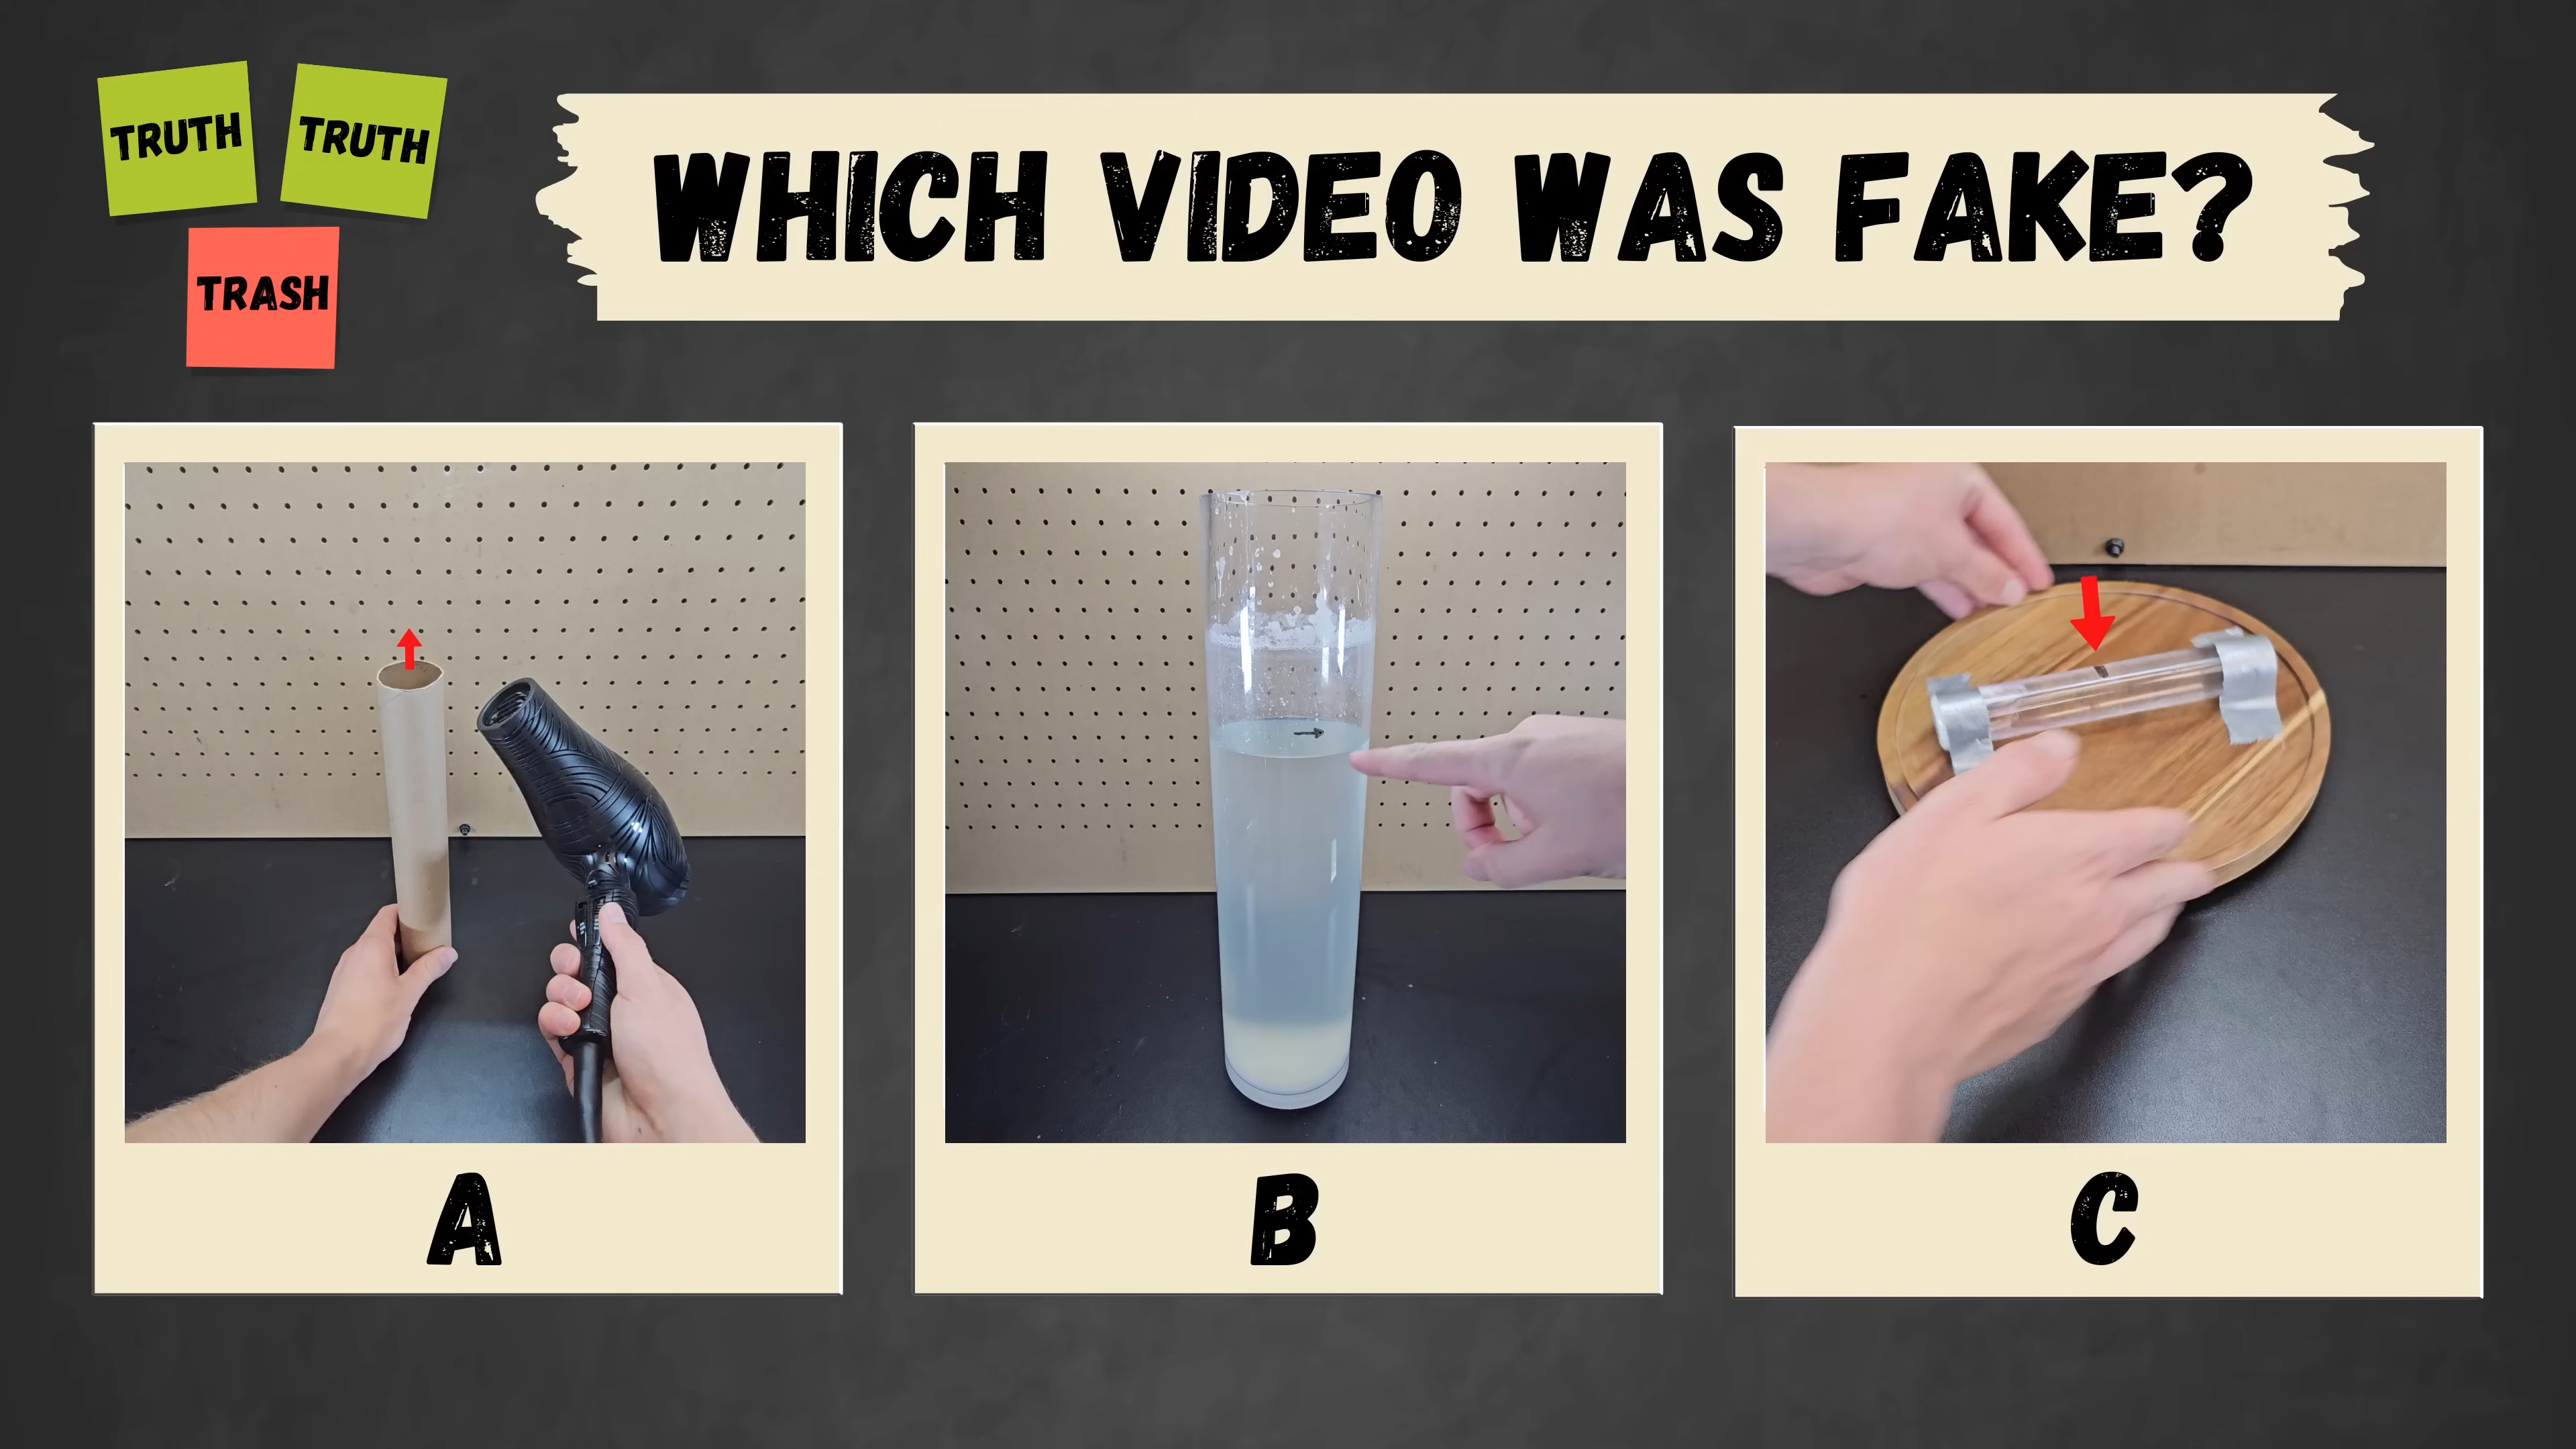 TRUTH
TRUTH
TRASH
WHICH VIDEO WAS FAKE?
A
B
C